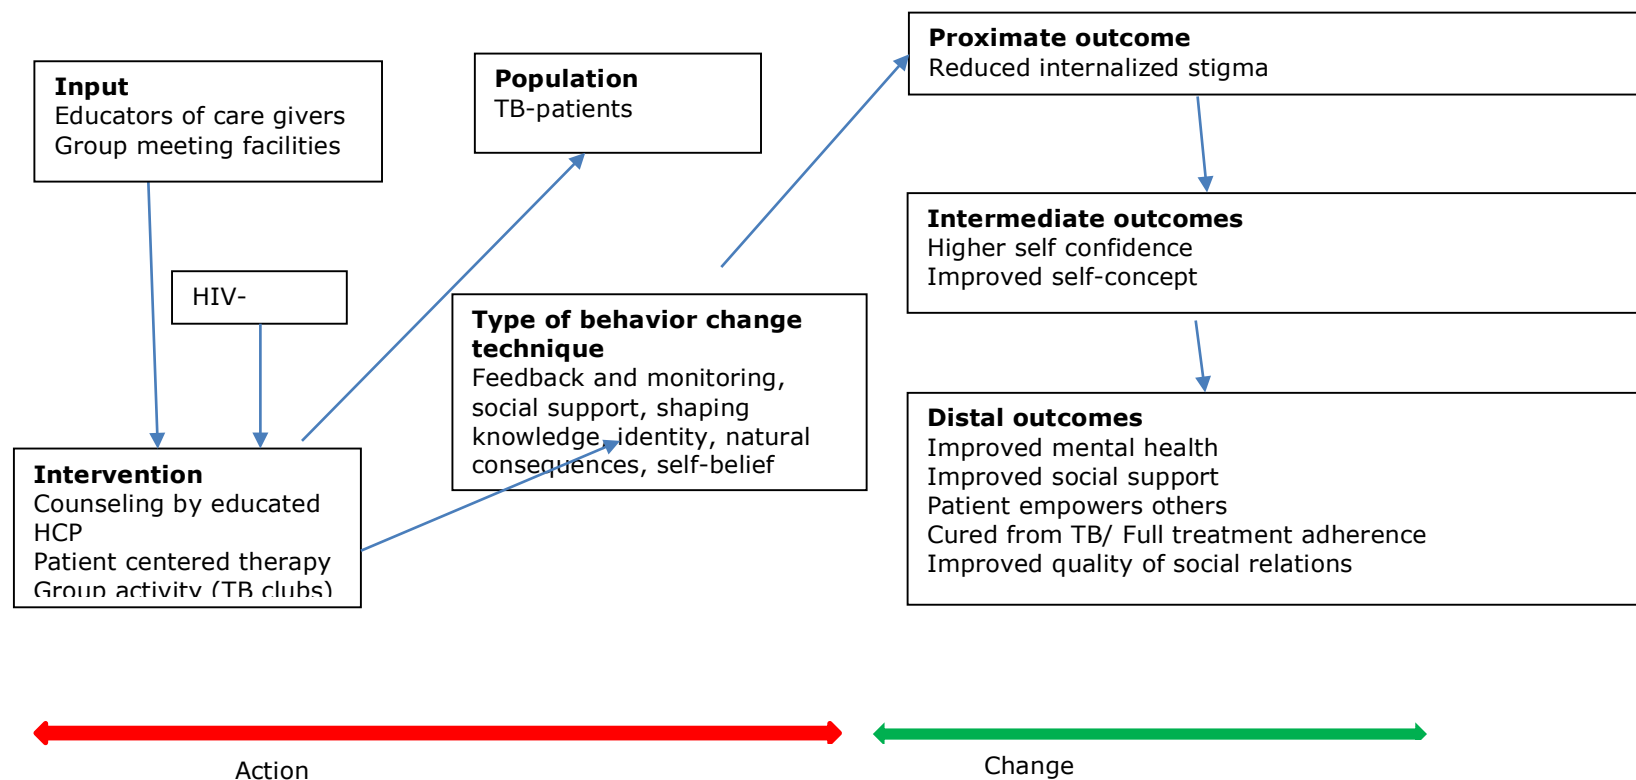 Input
Educators of care givers
Group meeting facilities
HIV-
Intervention
Counseling by educated
HCP
Patient centered therapy
Group activity (TB clubs)
Population
TB-patients
Type of behavior change
technique
Feedback and monitoring,
social support, shaping
knowledge, identity, natural
consequences, self-belief
Proximate outcome
Reduced internalized stigma
Intermediate outcomes
Higher self confidence
Improved self-concept
Distal outcomes
Improved mental health
Improved social support
Patient empowers others
Cured from TB/ Full treatment adherence
Improved quality of social relations
Action
Change